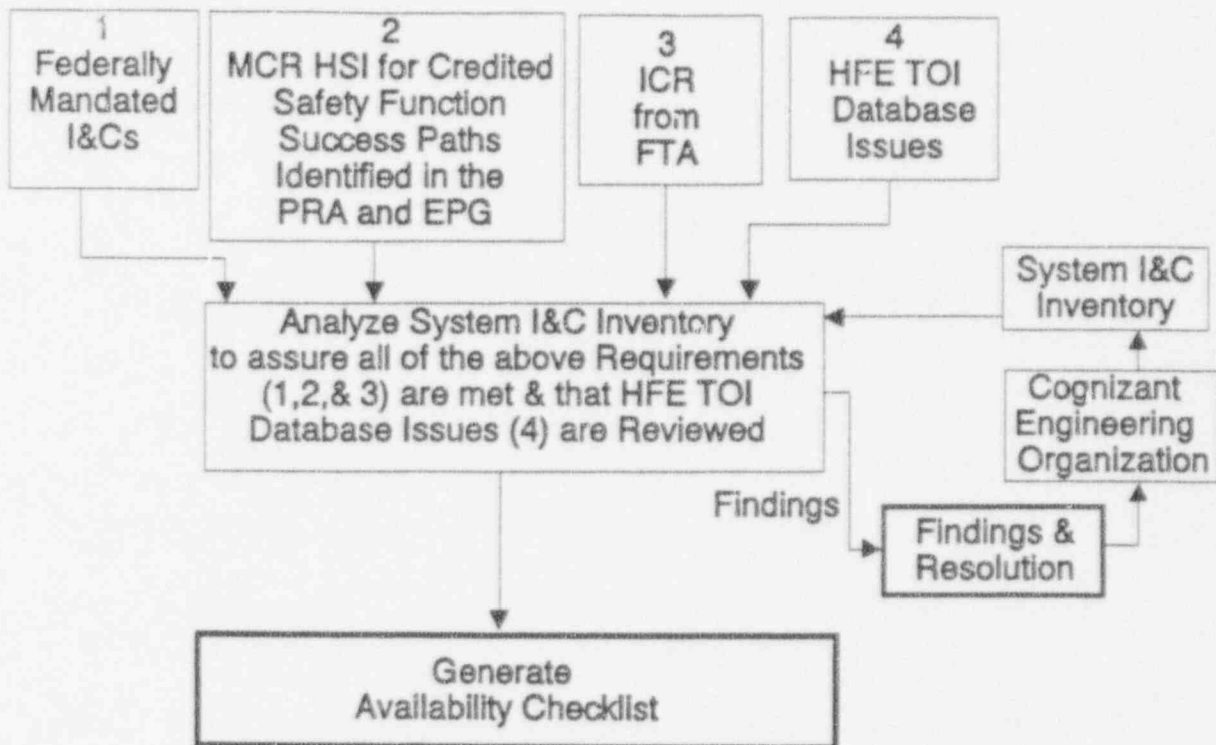 1
Federally
Mandated
I&Cs
2
MCR HSI for Credited
Safety Function
Success Paths
Identified in the
PRA and EPG
3
ICR
from
FTA
4
HFE TOI
Database
Issues
System I&C
Inventory
Analyze System I&C Inventory
to assure all of the above Requirements
(1,2,& 3) are met & that HFE TOI
Database Issues (4) are Reviewed
Cognizant
Engineering
Organization
Findings
Findings &
Resolution
Generate
Availability Checklist